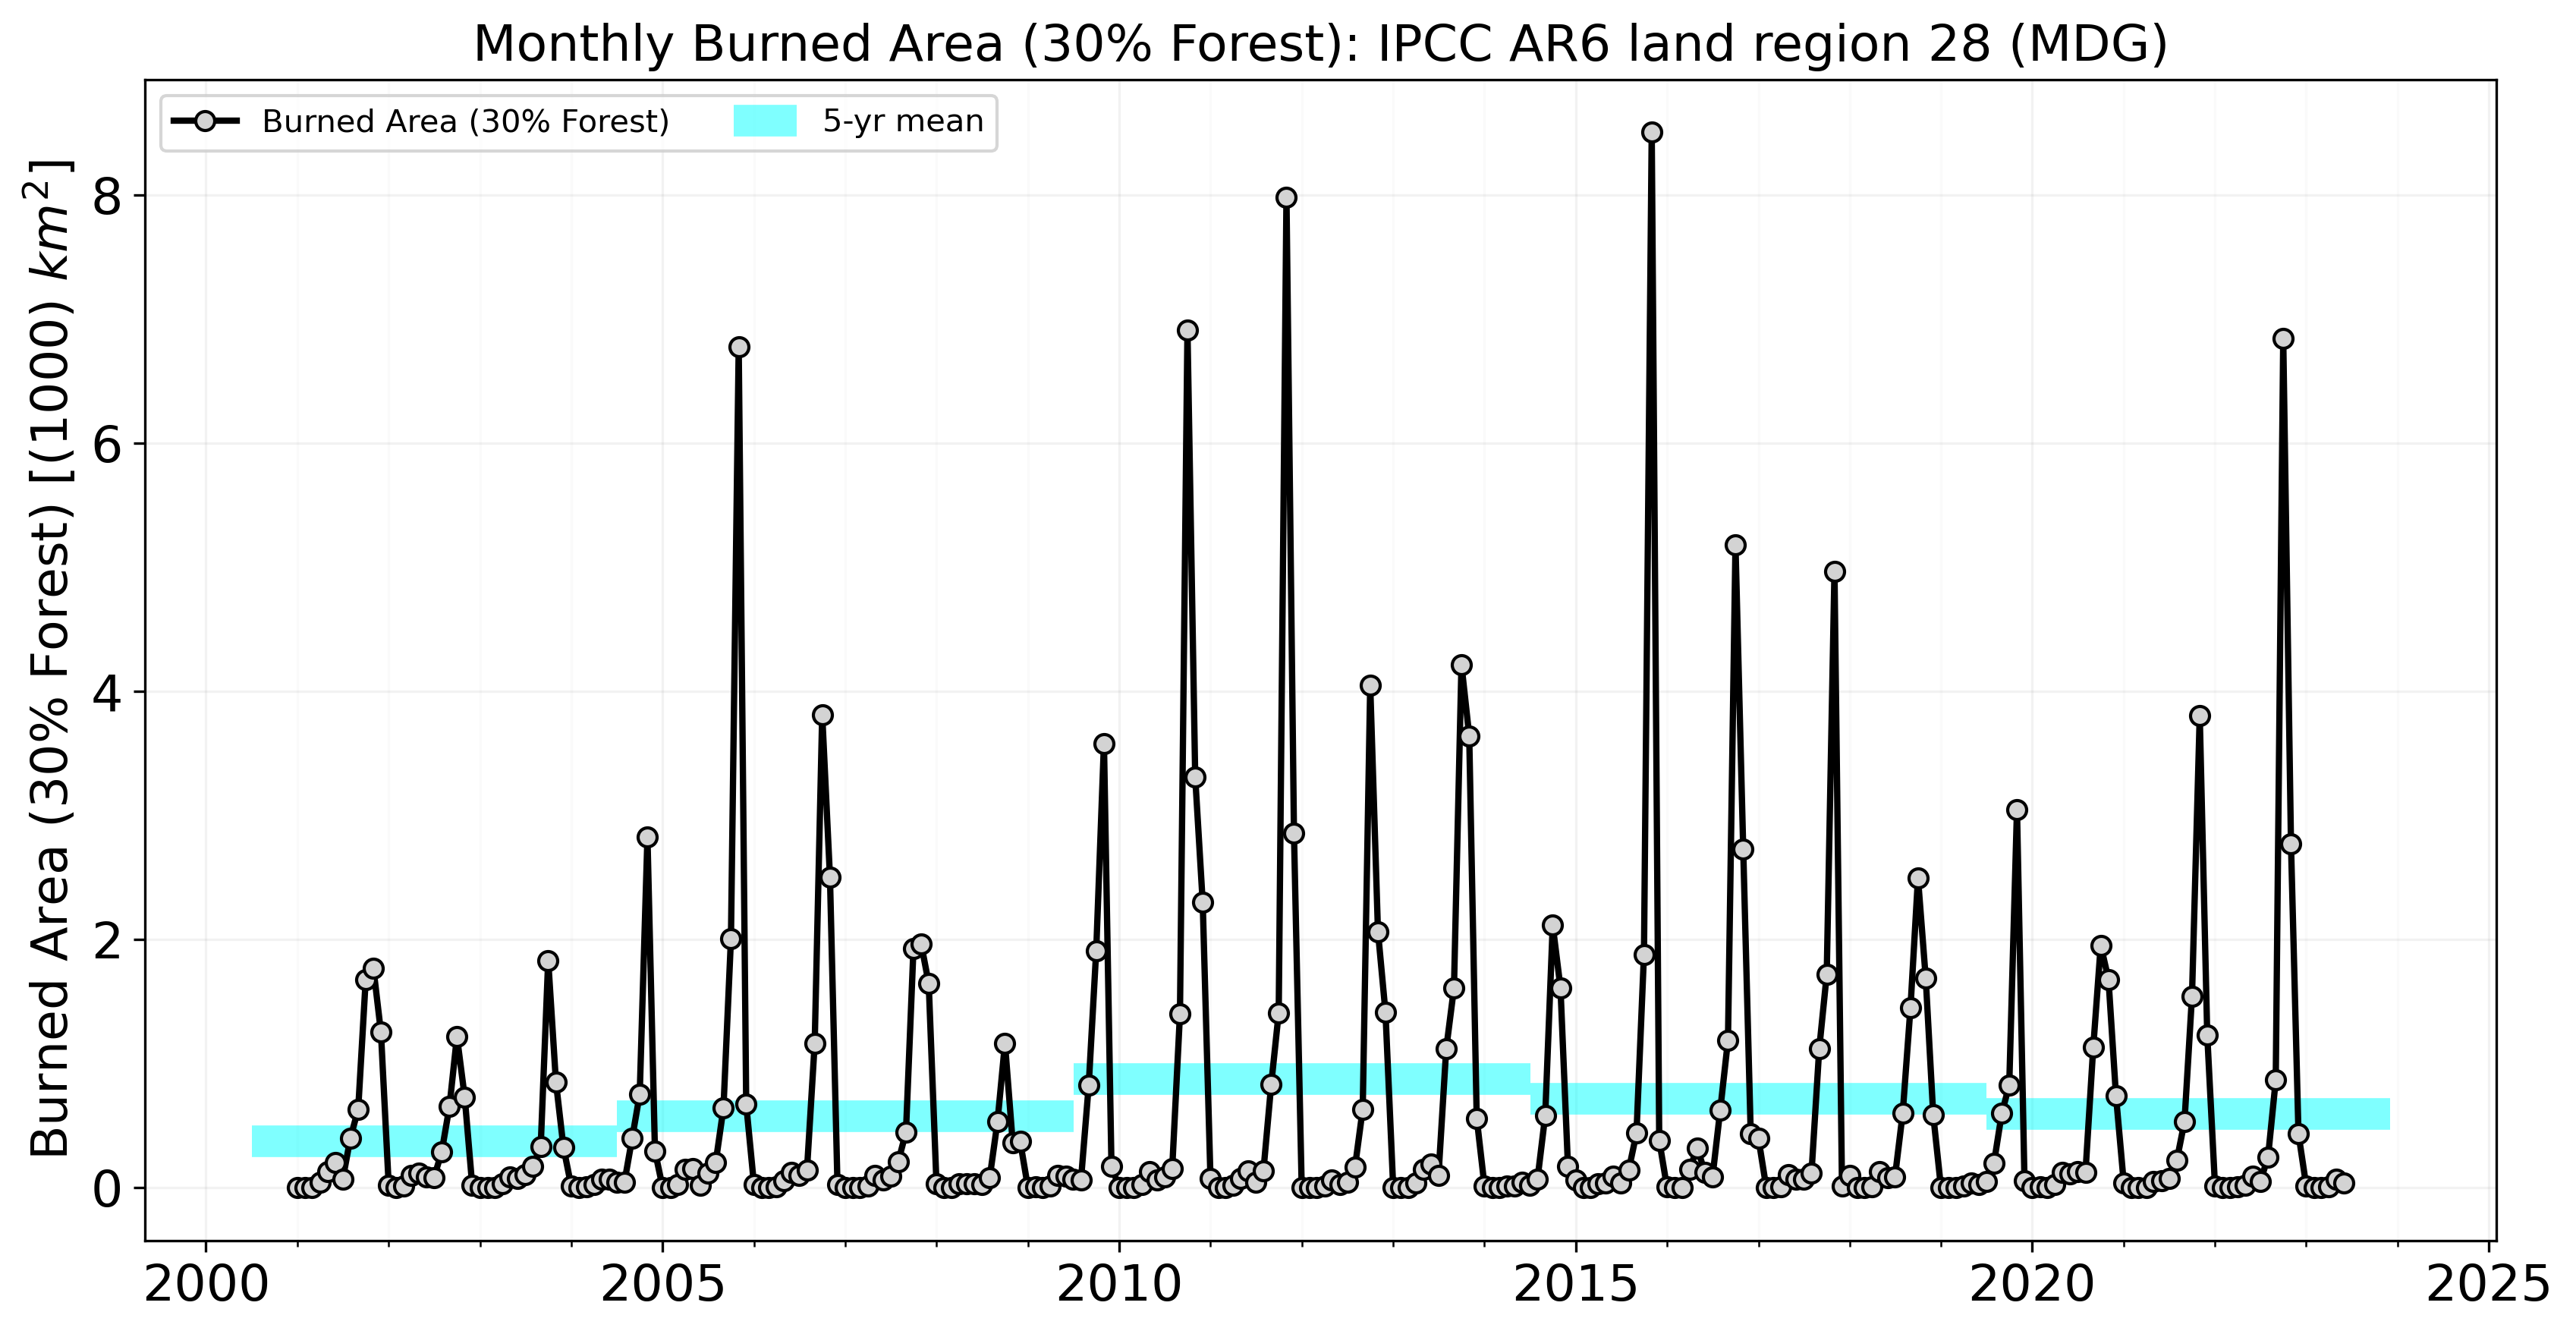 Monthly Burned Area (30% Forest): IPCC AR6 land region 28 (MDG)
Burned Area (30% Forest)
5-yr mean
Burned Area (30% Forest) [(1000) km²]
8
6
4
2
0
2000 2005 2010 2015 2020 2025